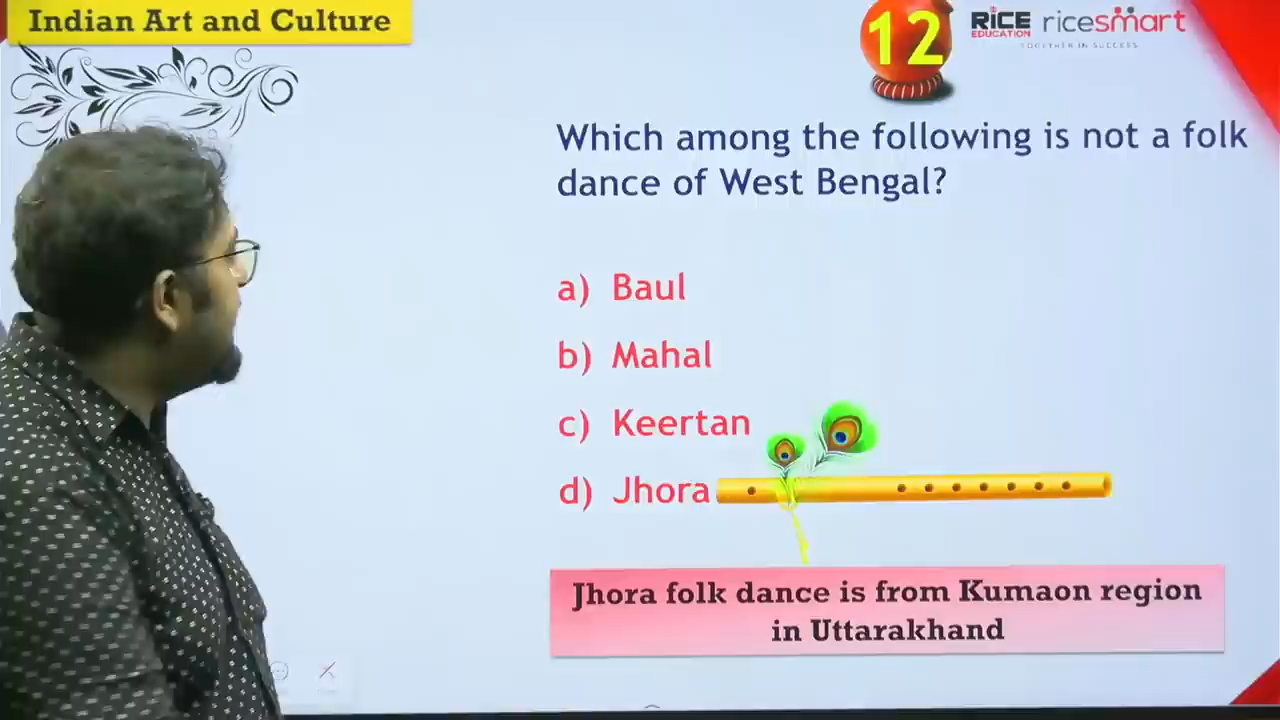 Indian Art and Culture
12
RICE
EDUCATION
ricesmart
TOGETHER IN SUCCESS
Which among the following is not a folk
dance of West Bengal?
a) Baul
b) Mahal
c) Keertan
d) Jhora
Jhora folk dance is from Kumaon region
in Uttarakhand